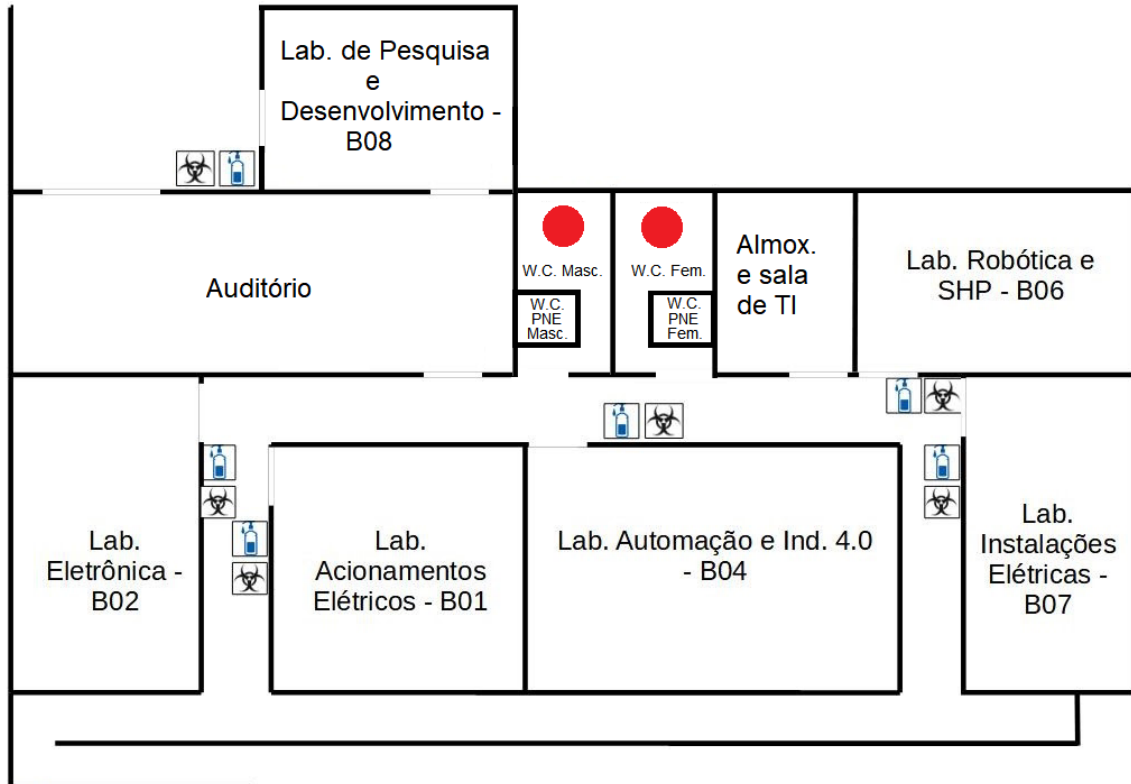 Lab. de Pesquisa
e
Desenvolvimento -
B08
Auditório
W.C. Masc.
W.C.
PNE
Masc.
W.C. Fem.
W.C.
PNE
Fem.
Almox.
e sala
de TI
Lab. Robótica e
SHP - B06
Lab.
Eletrônica -
B02
Lab.
Acionamentos
Elétricos - B01
Lab. Automação e Ind. 4.0
- B04
Lab.
Instalações
Elétricas -
B07